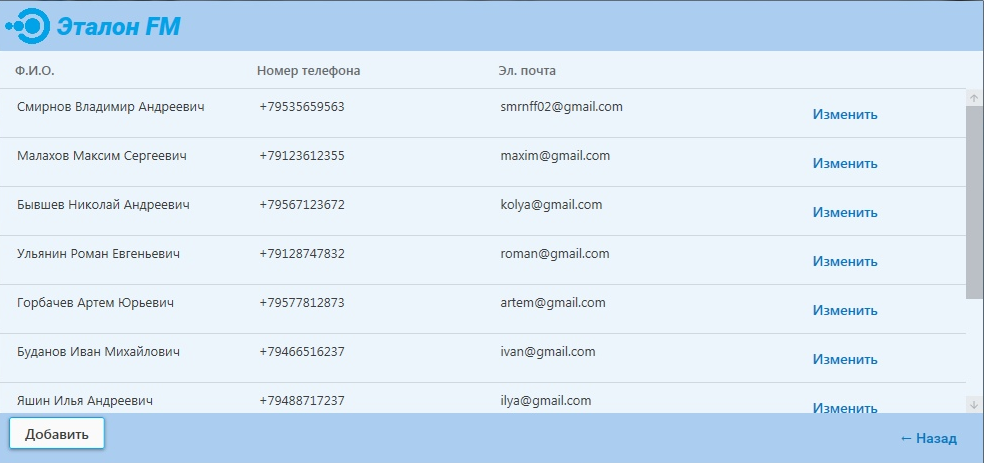 Эталон FM
Ф.И.О. Номер телефона Эл. почта
Смирнов Владимир Андреевич +79535659563 smrnff02@gmail.com Изменить
Малахов Максим Сергеевич +79123612355 maxim@gmail.com Изменить
Бывшев Николай Андреевич +79567123672 kolya@gmail.com Изменить
Ульянин Роман Евгеньевич +79128747832 roman@gmail.com Изменить
Горбачев Артем Юрьевич +79577812873 artem@gmail.com Изменить
Буданов Иван Михайлович +79466516237 ivan@gmail.com Изменить
Яшин Илья Андреевич +79488717237 ilya@gmail.com Изменить
Добавить ← Назад